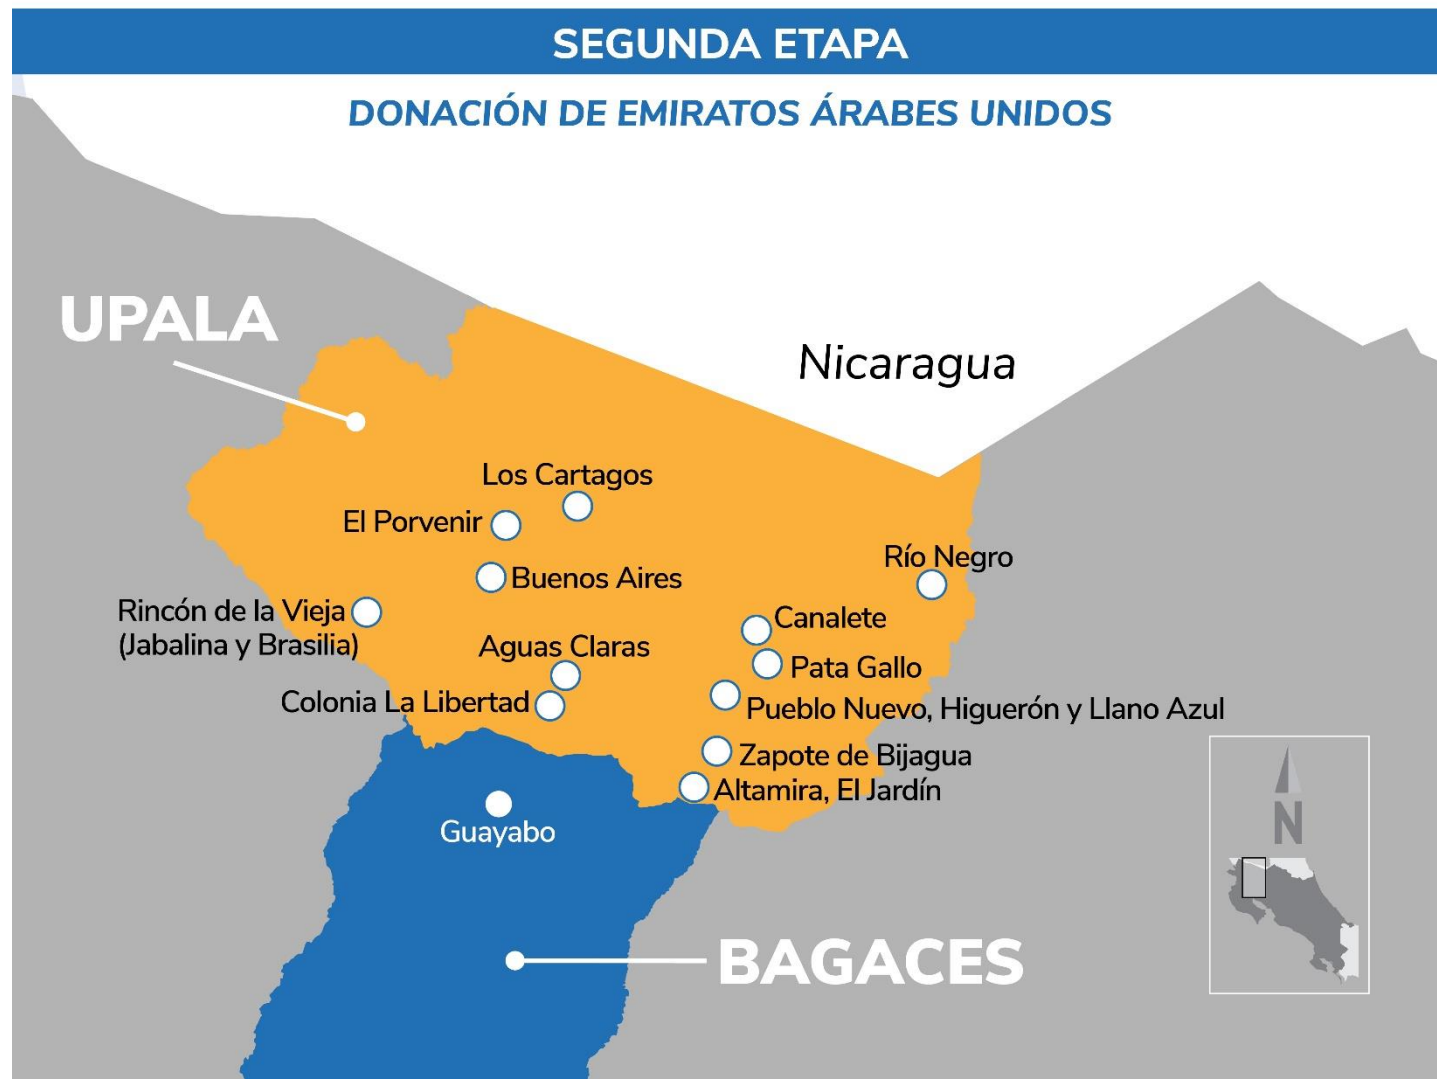 SEGUNDA ETAPA
DONACIÓN DE EMIRATOS ÁRABES UNIDOS
UPALA
Nicaragua
Los Cartagos
El Porvenir
Río Negro
Buenos Aires
Rincón de la Vieja
(Jabalina y Brasilia)
Canalete
Aguas Claras
Pata Gallo
Colonia La Libertad
Pueblo Nuevo, Higuerón y Llano Azul
Zapote de Bijagua
Altamira, El Jardín
Guayabo
N
BAGACES